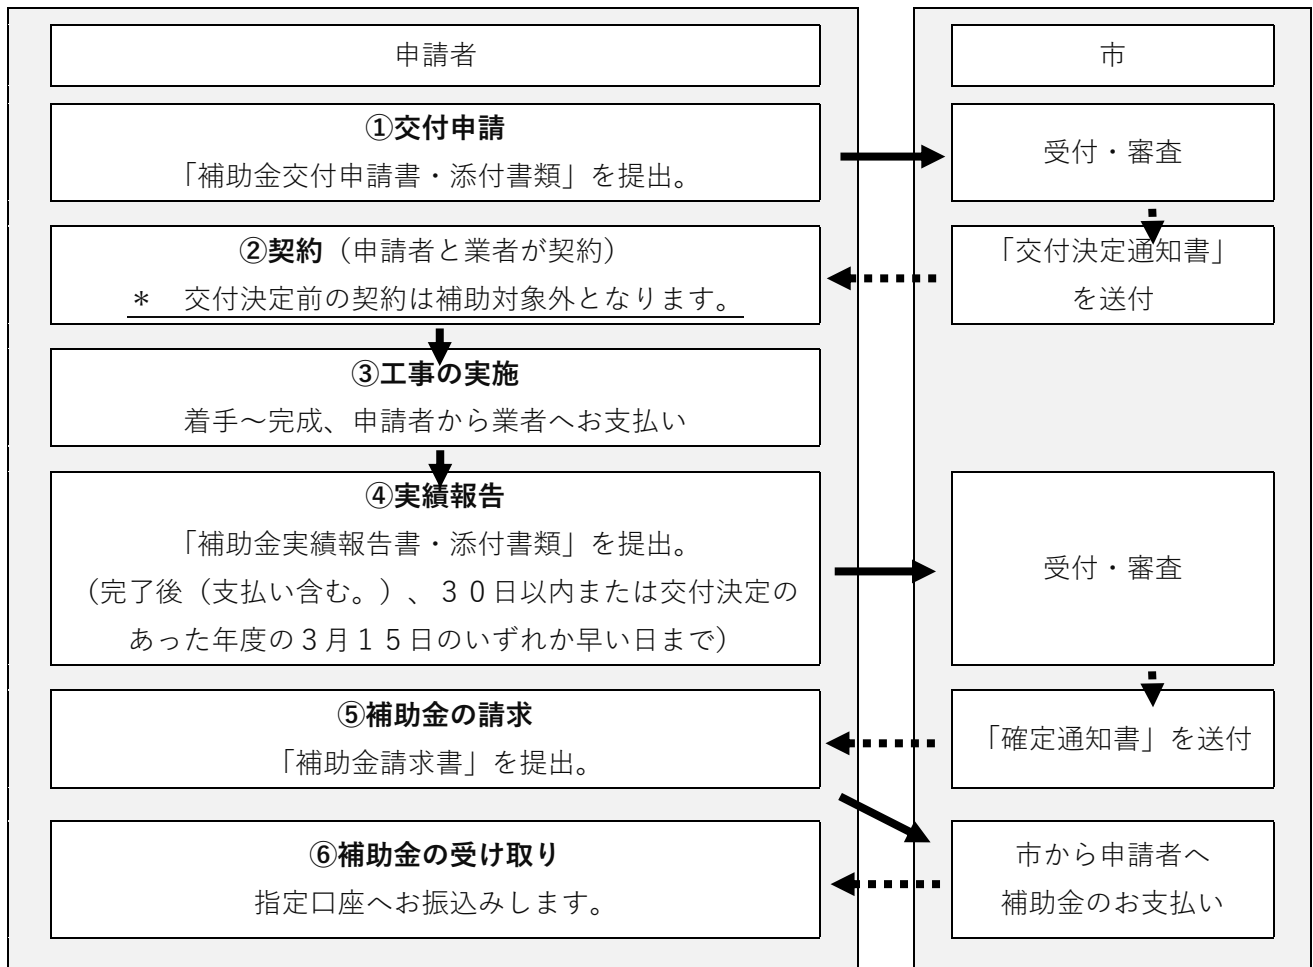 申請者
市
①交付申請
「補助金交付申請書・添付書類」を提出。
受付・審査
②契約（申請者と業者が契約）
＊　交付決定前の契約は補助対象外となります。
「交付決定通知書」
を送付
③工事の実施
着手～完成、申請者から業者へお支払い
④実績報告
「補助金実績報告書・添付書類」を提出。
（完了後（支払い含む。）、３０日以内または交付決定の
あった年度の３月１５日のいずれか早い日まで）
受付・審査
⑤補助金の請求
「補助金請求書」を提出。
「確定通知書」を送付
⑥補助金の受け取り
指定口座へお振込みします。
市から申請者へ
補助金のお支払い